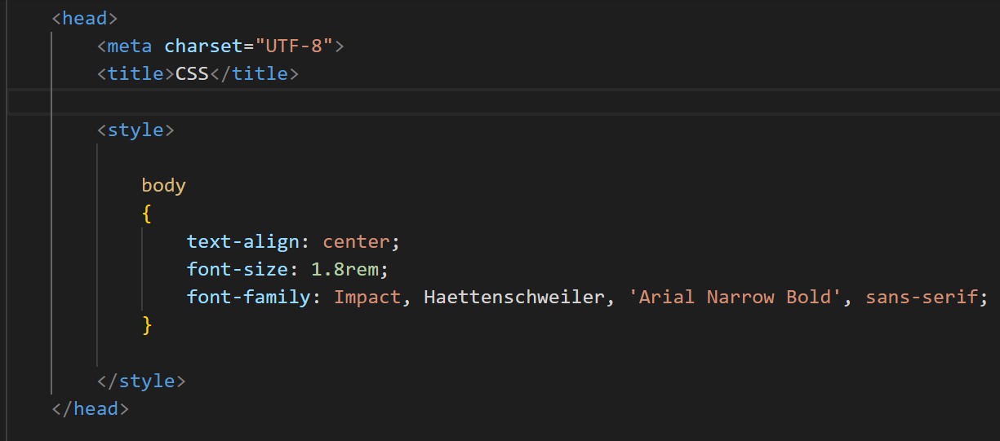 <head>
<meta charset="UTF-8">
<title>CSS</title>
<style>
body
{
text-align: center;
font-size: 1.8rem;
font-family: Impact, Haettenschweiler, 'Arial Narrow Bold', sans-serif;
}
</style>
</head>